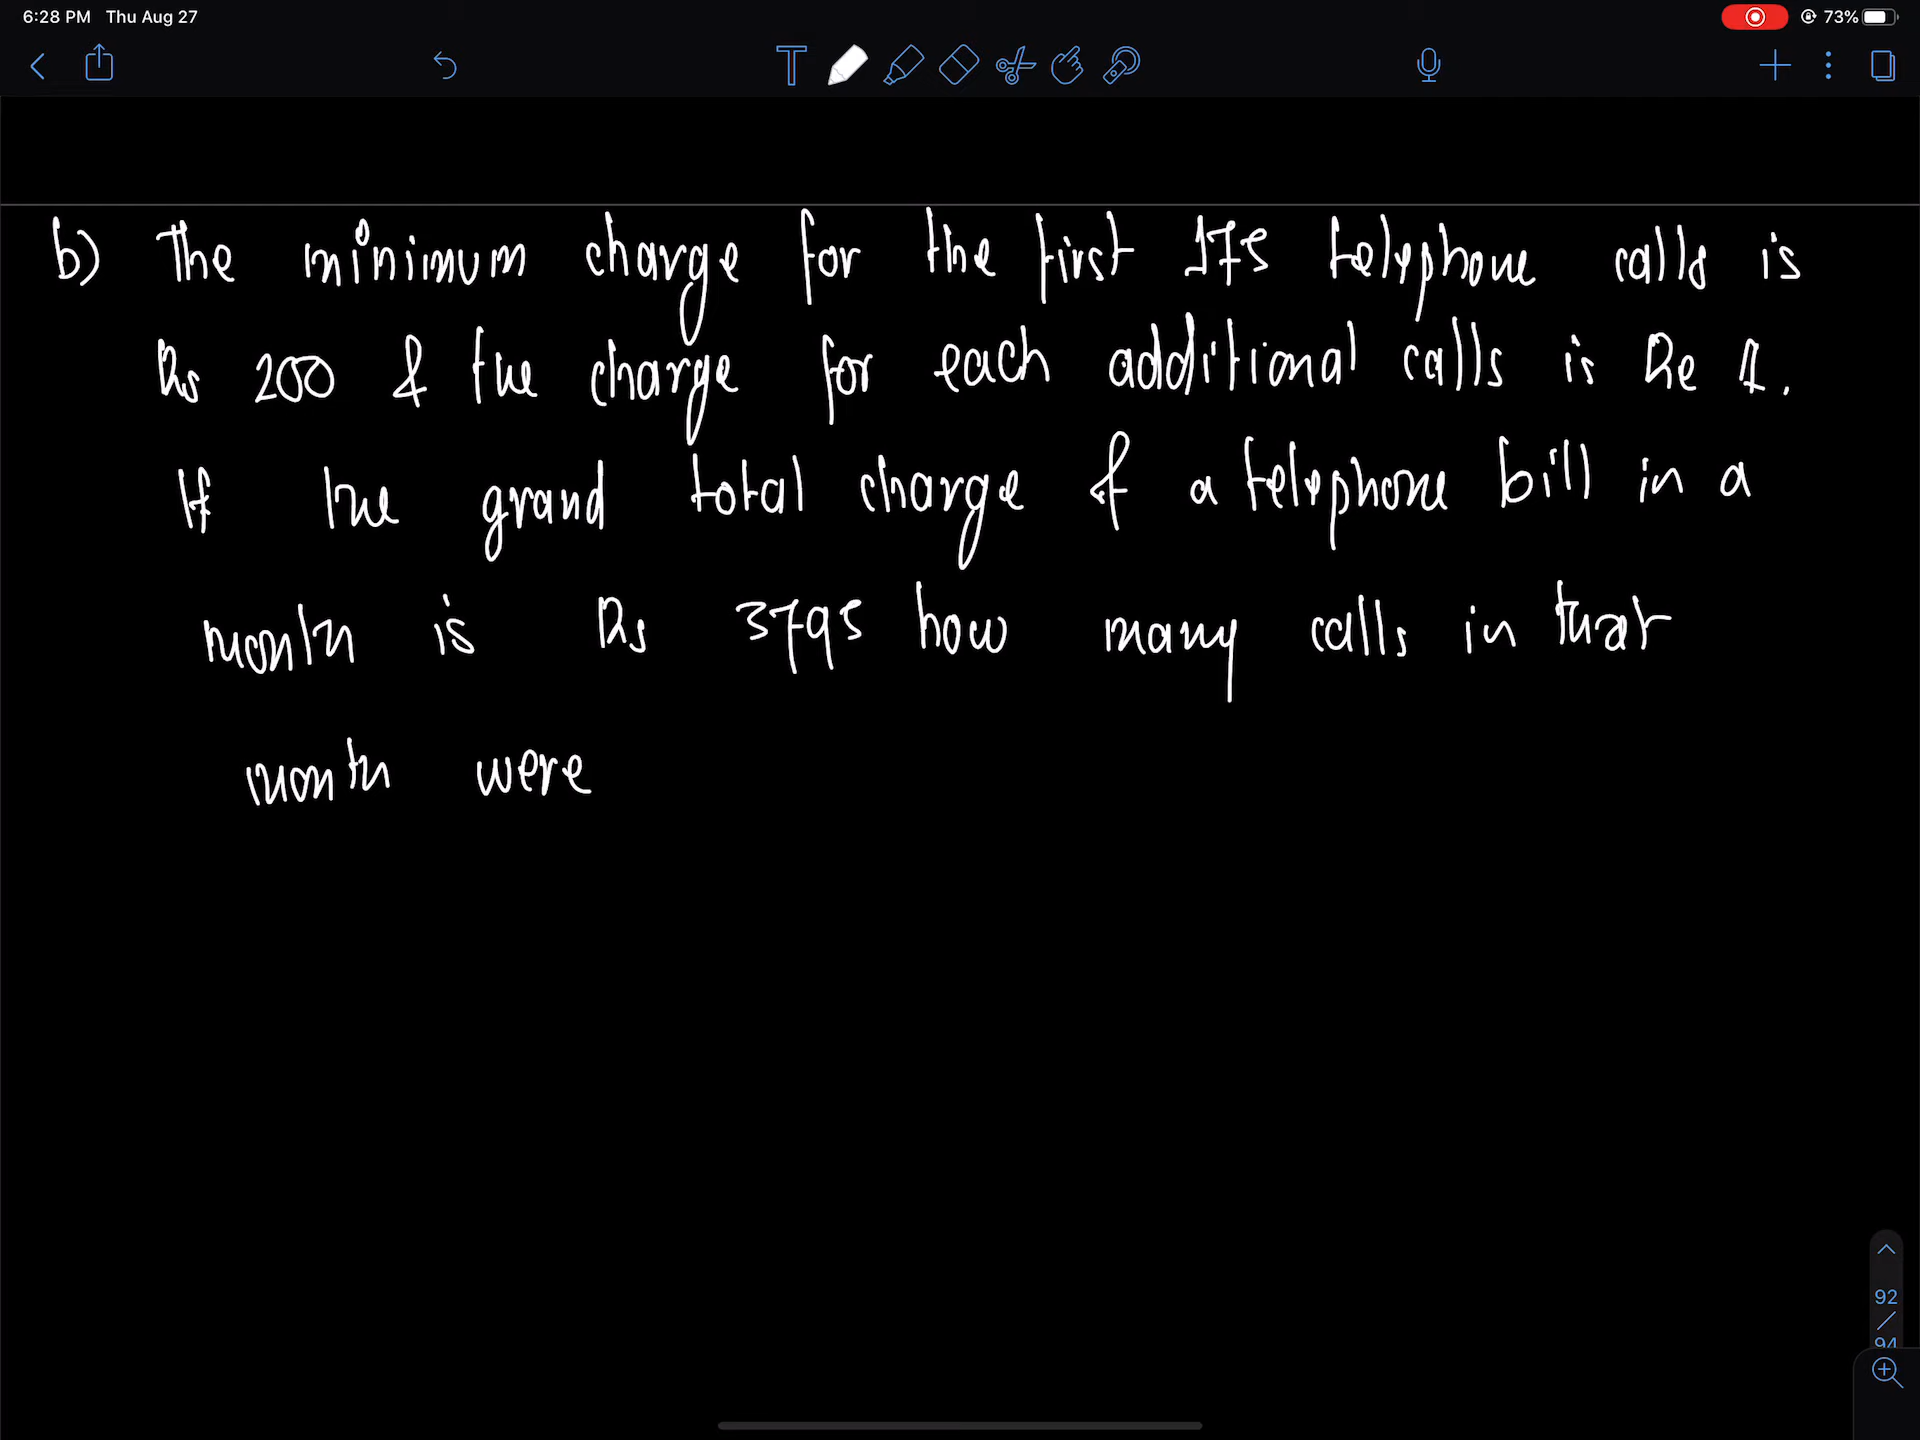 6:28 PM Thu Aug 27
73%
b) The minimum charge for the first 175 telephone calls is
Rs 200 & the charge for each additional calls is Re 1.
If the grand total charge of a telephone bill in a
month is Rs 3795 how many calls in that
month were
92
/
94